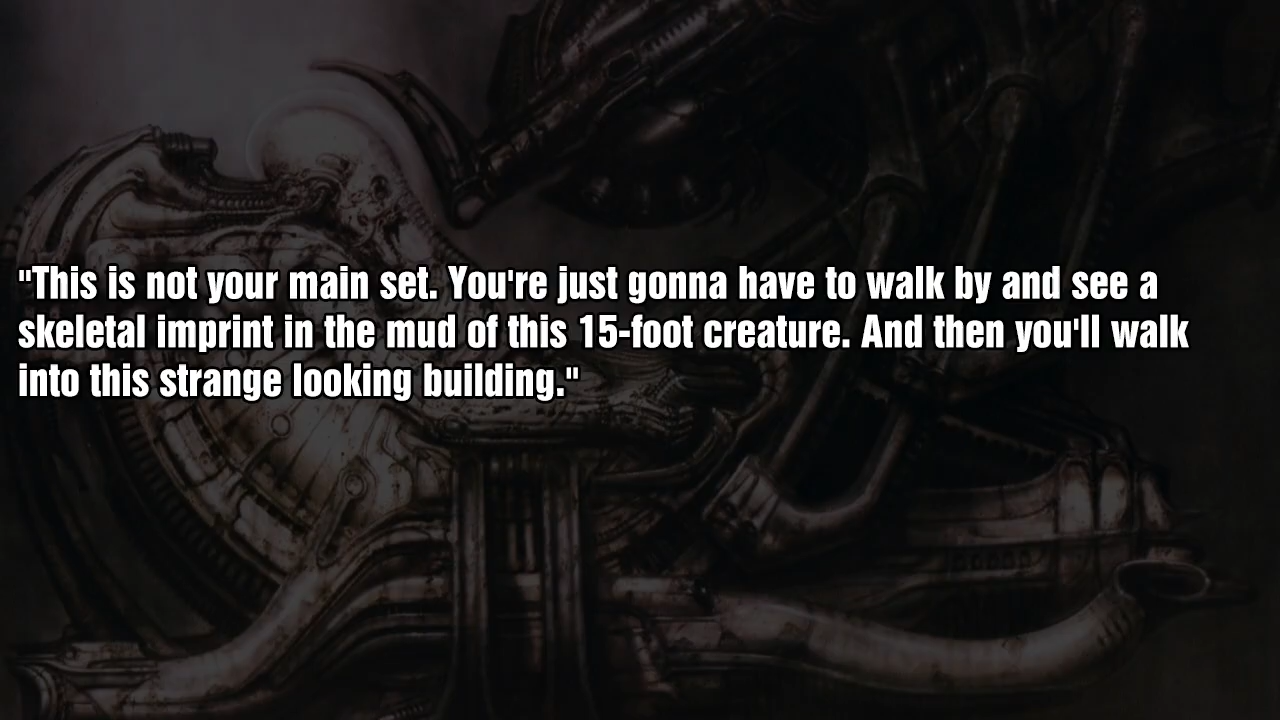 "This is not your main set. You're just gonna have to walk by and see a
skeletal imprint in the mud of this 15-foot creature. And then you'll walk
into this strange looking building."